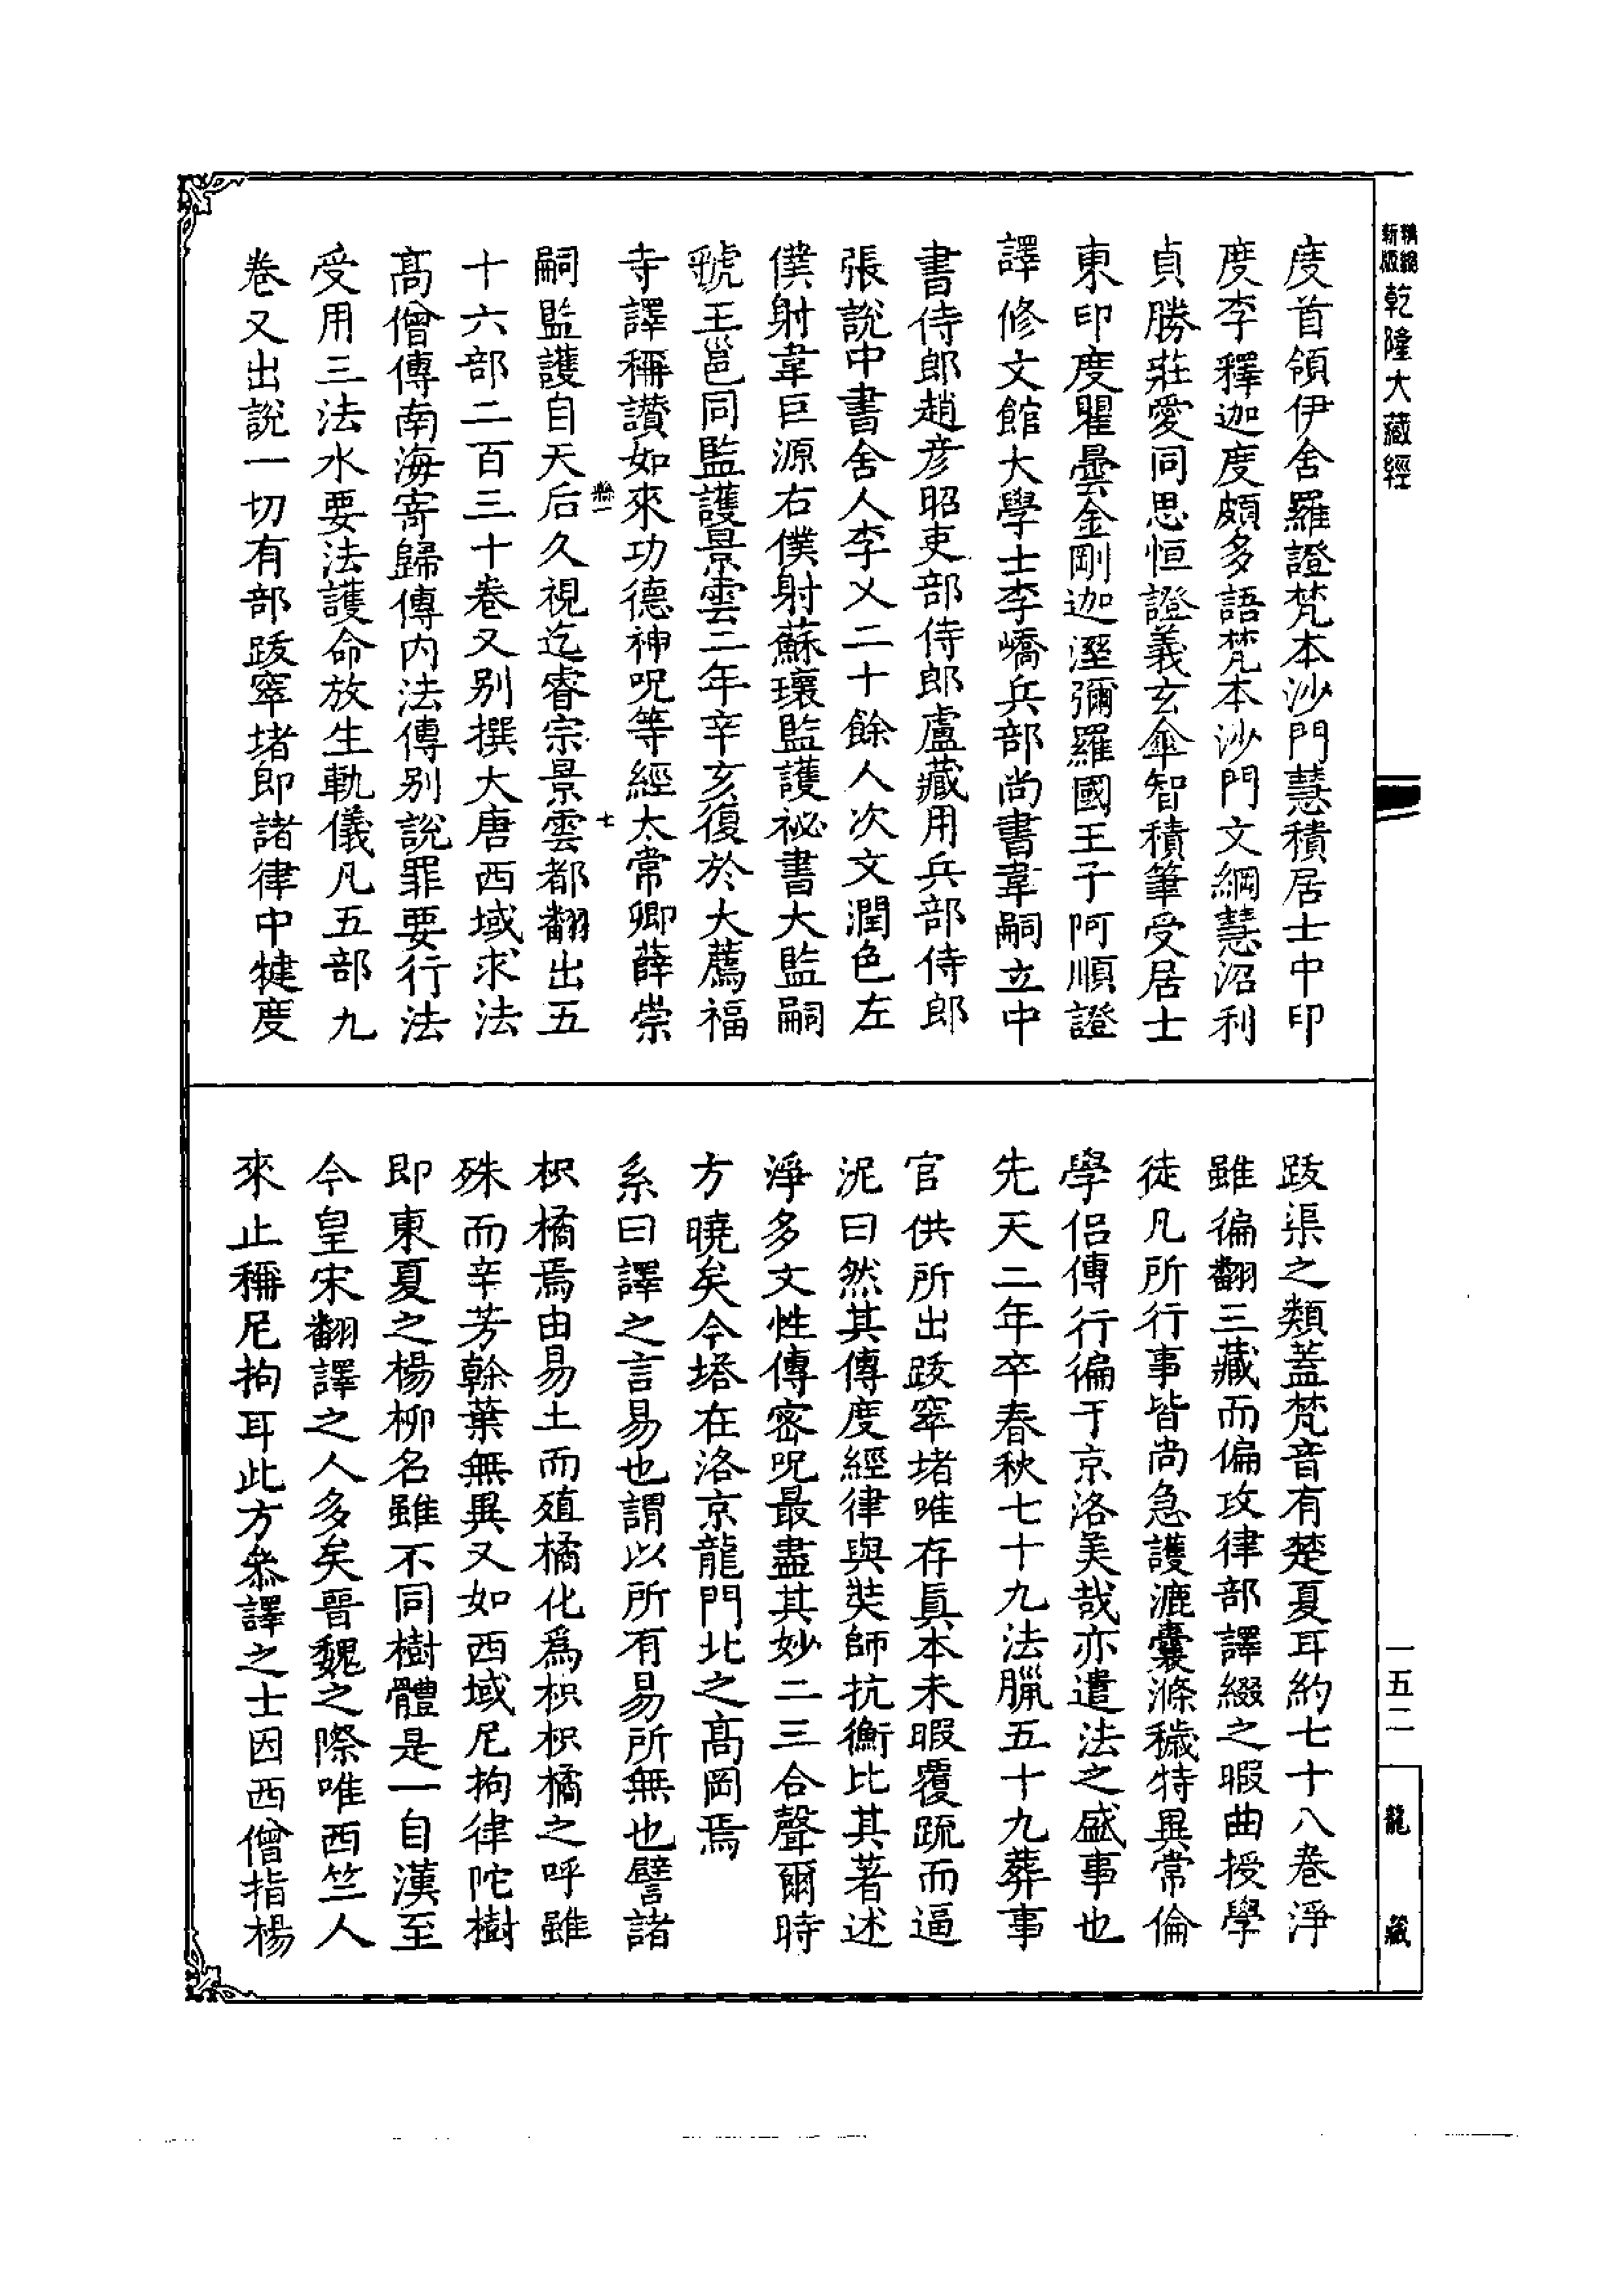 新編縮版
乾隆大藏經
度首領伊舍羅證梵本沙門慧積居士中印
度李釋迦度頗多語梵本沙門文綱慧沼利
貞勝莊愛同思恒證義玄傘智積筆受居士
東印度瞿曇金剛迦溼彌羅國王子阿順證
譯修文館大學士李嶠兵部尚書韋嗣立中
書侍郎趙彥昭吏部侍郎盧藏用兵部侍郎
張說中書舍人李乂二十餘人次文潤色左
僕射韋巨源右僕射蘇瓌監護祕書大監嗣
虢王邕同監護景雲二年辛亥復於大薦福
寺譯稱讚如來功德神呪等經太常卿薛崇
七
嗣監護自天后久視迄睿宗景雲都翻出五
十六部二百三十卷又別撰大唐西域求法
高僧傳南海寄歸傳內法傳別說罪要行法
受用三法水要法護命放生軌儀凡五部九
卷又出說一切有部跋窣堵即諸律中犍度
跋渠之類蓋梵音有楚夏耳約七十八卷淨
雖徧翻三藏而偏攻律部譯綴之暇曲授學
徒凡所行事皆尚急護漉囊滌穢特異常倫
學侶傳行徧于京洛美哉亦遺法之盛事也
先天二年卒春秋七十九法臘五十九葬事
官供所出跋窣堵唯存真本未暇覆疏而逼
泥曰然其傳度經律與奘師抗衡比其著述
淨多文性傳密呪最盡其妙二三合聲爾時
方曉矣今塔在洛京龍門北之高岡焉
系曰譯之言易也謂以所有易所無也譬諸
枳橘焉由易土而殖橘化為枳枳橘之呼雖
殊而辛芳榦葉無異又如西域尼拘律陀樹
即東夏之楊柳名雖不同樹體是一自漢至
今皇宋翻譯之人多矣晉魏之際唯西竺人
來止稱尼拘耳此方叅譯之士因西僧指楊
一五二
龍藏